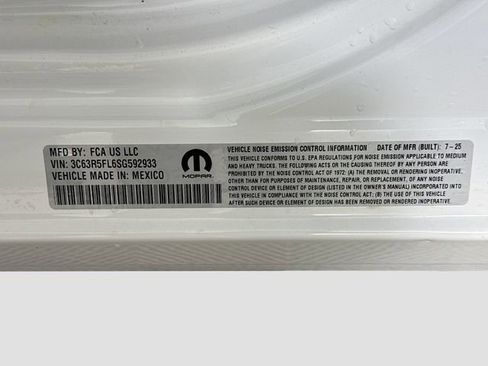 MFD BY: FCA US LLC
VIN: 3C63R5FL6SG592933
VEHICLE MADE IN: MEXICO
MOPAR
VEHICLE NOISE EMISSION CONTROL INFORMATION DATE OF MFR (BUILT): 7-25
THIS VEHICLE CONFORMS TO U.S. EPA REGULATIONS FOR NOISE EMISSION APPLICABLE TO MEDIUM
AND HEAVY TRUCKS. THE FOLLOWING ACTS OR THE CAUSING THEREOF BY ANY PERSON ARE PROHIBITED
BY THE NOISE CONTROL ACT OF 1972: (A) THE REMOVAL OR RENDERING INOPERATIVE,
OTHER THAN FOR PURPOSES OF MAINTENANCE, REPAIR, OR REPLACEMENT, OF ANY NOISE
CONTROL DEVICE OR ELEMENT OF DESIGN (LISTED IN THE OWNER'S MANUAL) INCORPORATED INTO
THIS VEHICLE IN COMPLIANCE WITH THE NOISE CONTROL ACT; (B) THE USE OF THIS VEHICLE
AFTER SUCH DEVICE OR ELEMENT OF DESIGN HAS BEEN REMOVED OR RENDERED INOPERATIVE.